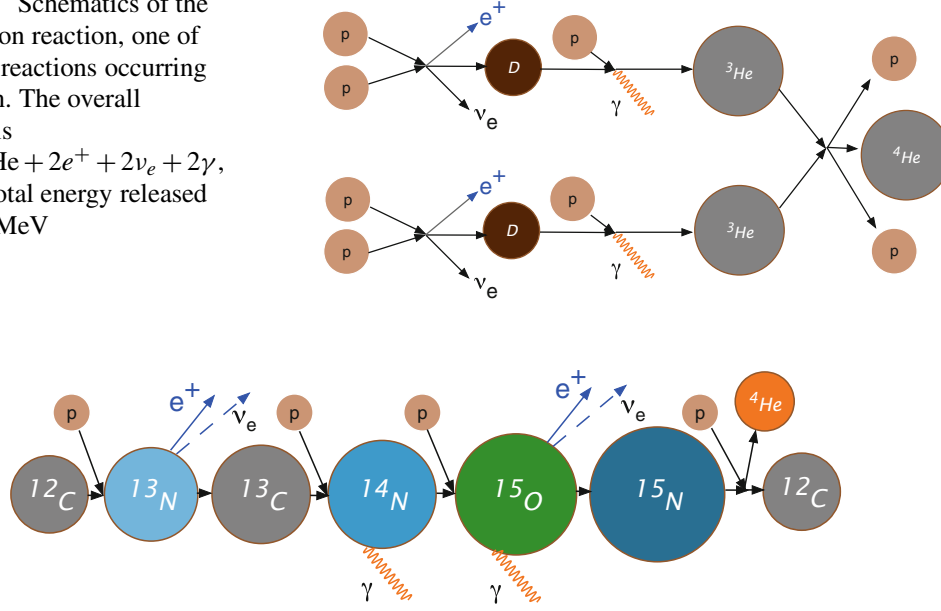 Schematics of the
on reaction, one of
reactions occurring
The overall
He + 2e⁺ + 2νₑ + 2γ,
otal energy released
MeV
p
p
e⁺
D
νₑ
p
γ
³He
p
⁴He
p
p
p
e⁺
D
νₑ
p
γ
³He
¹²C
p
¹³N
e⁺
νₑ
¹³C
p
¹⁴N
γ
p
¹⁵O
γ
e⁺
νₑ
¹⁵N
p
⁴He
¹²C